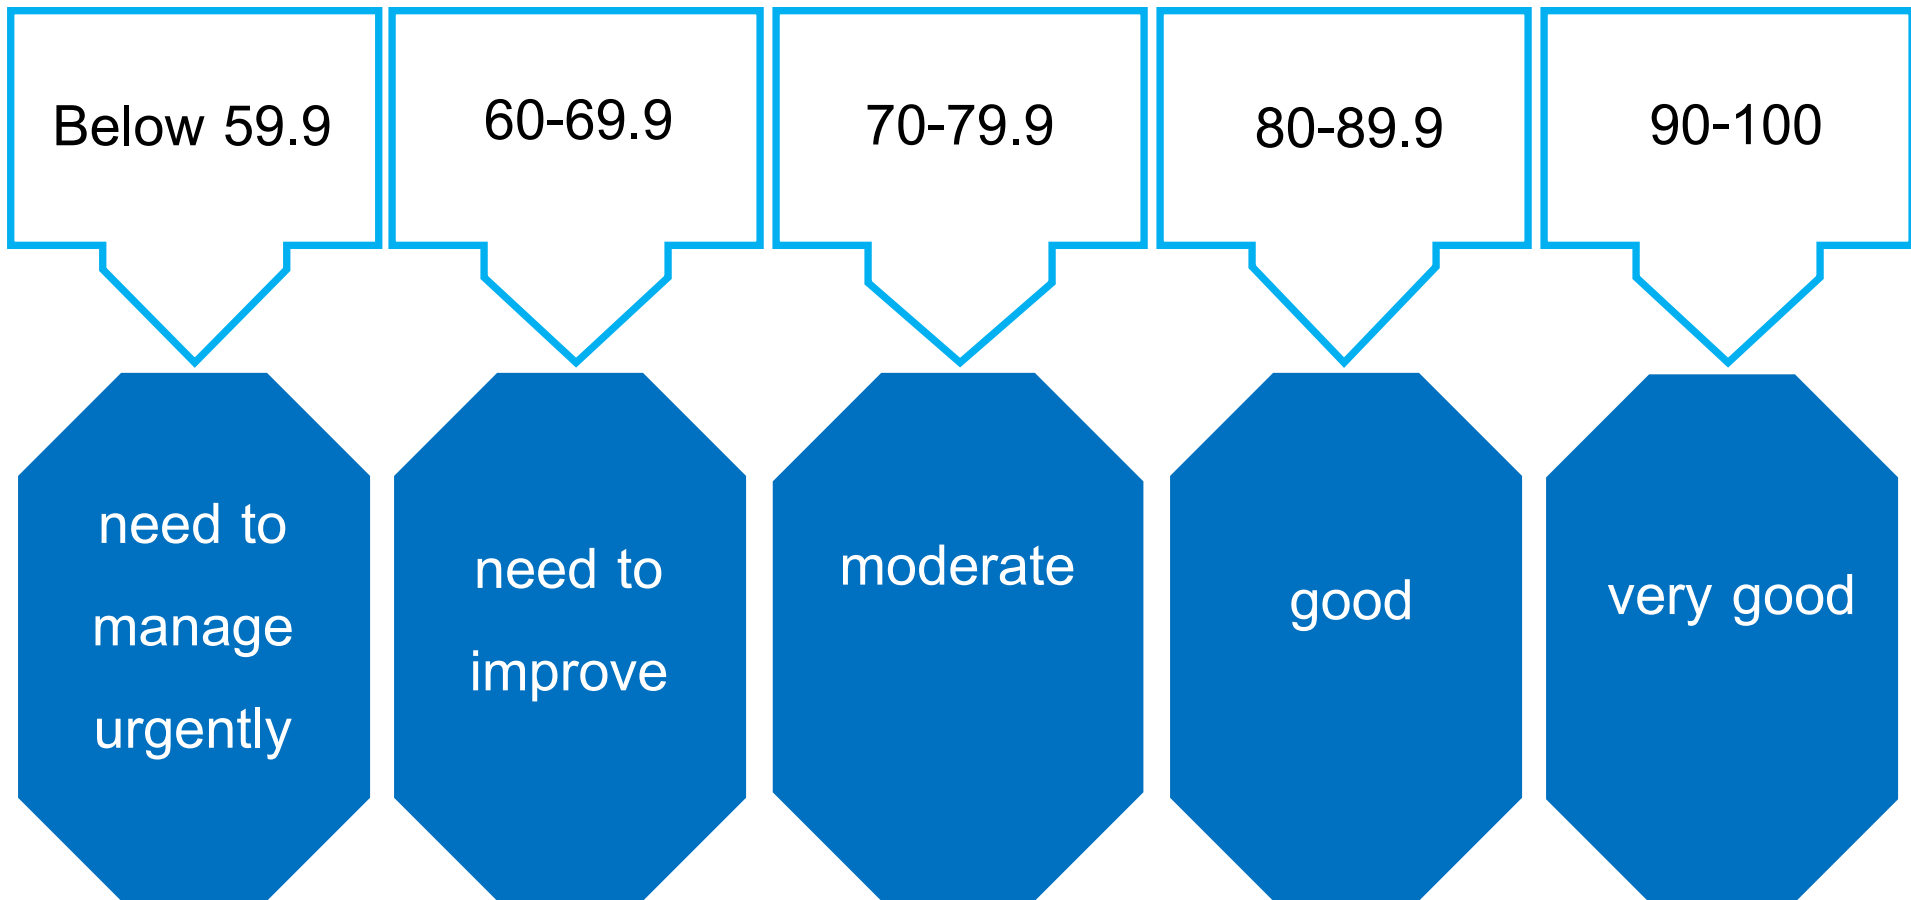 Below 59.9
60-69.9
70-79.9
80-89.9
90-100
need to
manage
urgently
need to
improve
moderate
good
very good